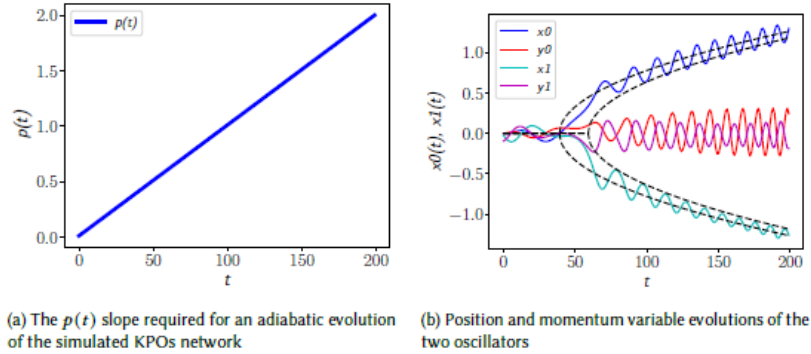 p(t)
2.0
1.5
1.0
0.5
0.0
p(t)
0 50 100 150 200
t
(a) The p(t) slope required for an adiabatic evolution
of the simulated KPOs network
x0
y0
x1
y1
1.0
0.5
0.0
−0.5
−1.0
x0(t), x1(t)
0 50 100 150 200
t
(b) Position and momentum variable evolutions of the
two oscillators